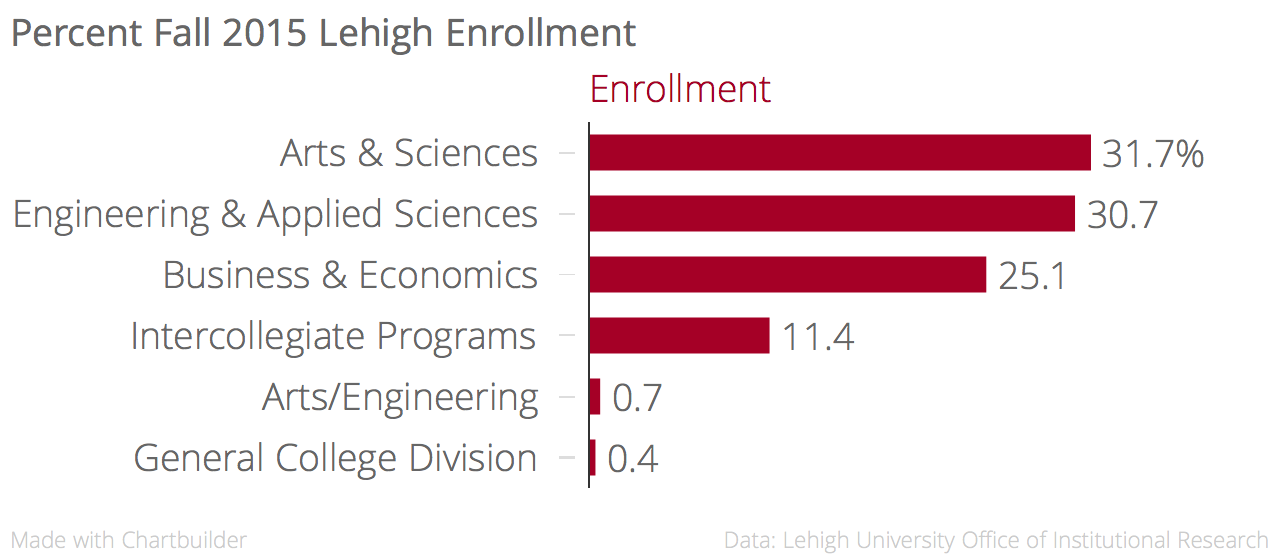 Percent Fall 2015 Lehigh Enrollment
Enrollment
Arts & Sciences 31.7%
Engineering & Applied Sciences 30.7
Business & Economics 25.1
Intercollegiate Programs 11.4
Arts/Engineering 0.7
General College Division 0.4
Made with Chartbuilder Data: Lehigh University Office of Institutional Research